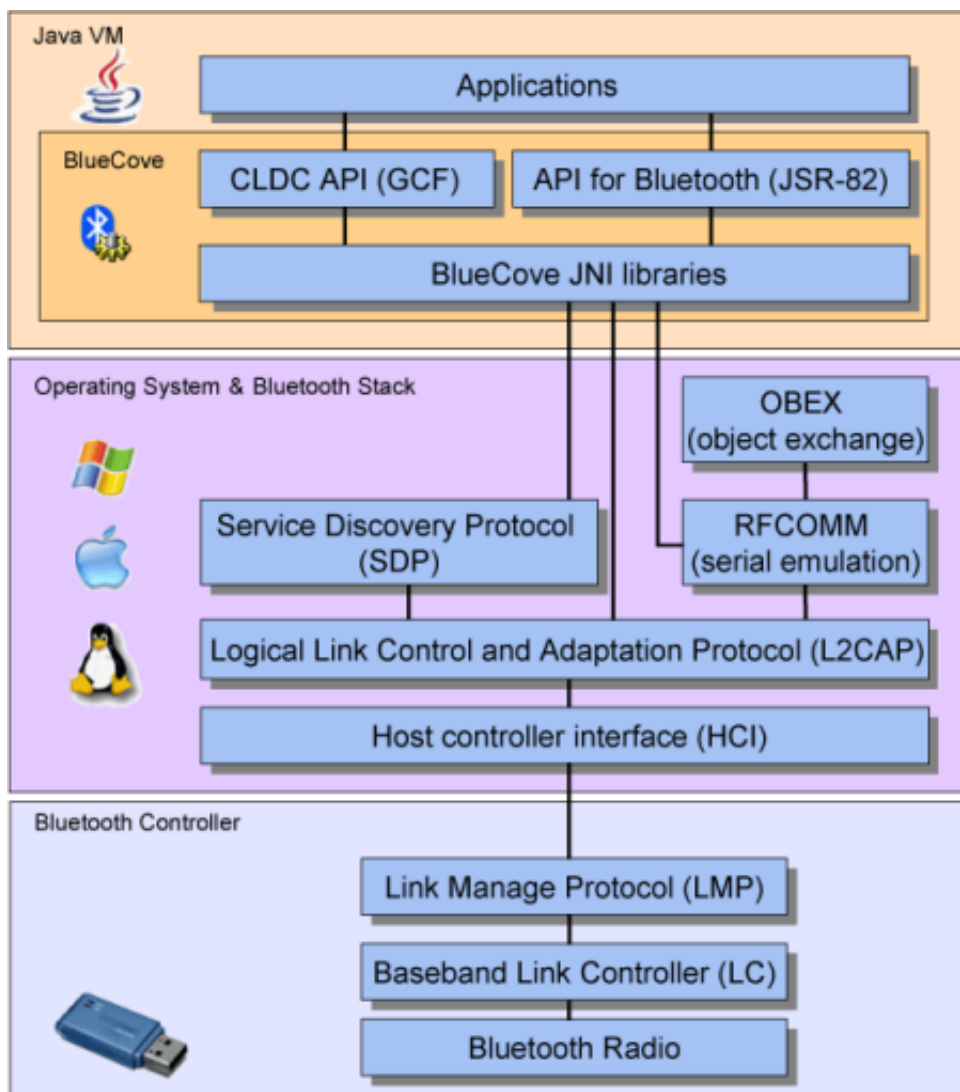 Java VM
Applications
BlueCove
CLDC API (GCF)
API for Bluetooth (JSR-82)
BlueCove JNI libraries
Operating System & Bluetooth Stack
OBEX
(object exchange)
Service Discovery Protocol
(SDP)
RFCOMM
(serial emulation)
Logical Link Control and Adaptation Protocol (L2CAP)
Host controller interface (HCI)
Bluetooth Controller
Link Manage Protocol (LMP)
Baseband Link Controller (LC)
Bluetooth Radio